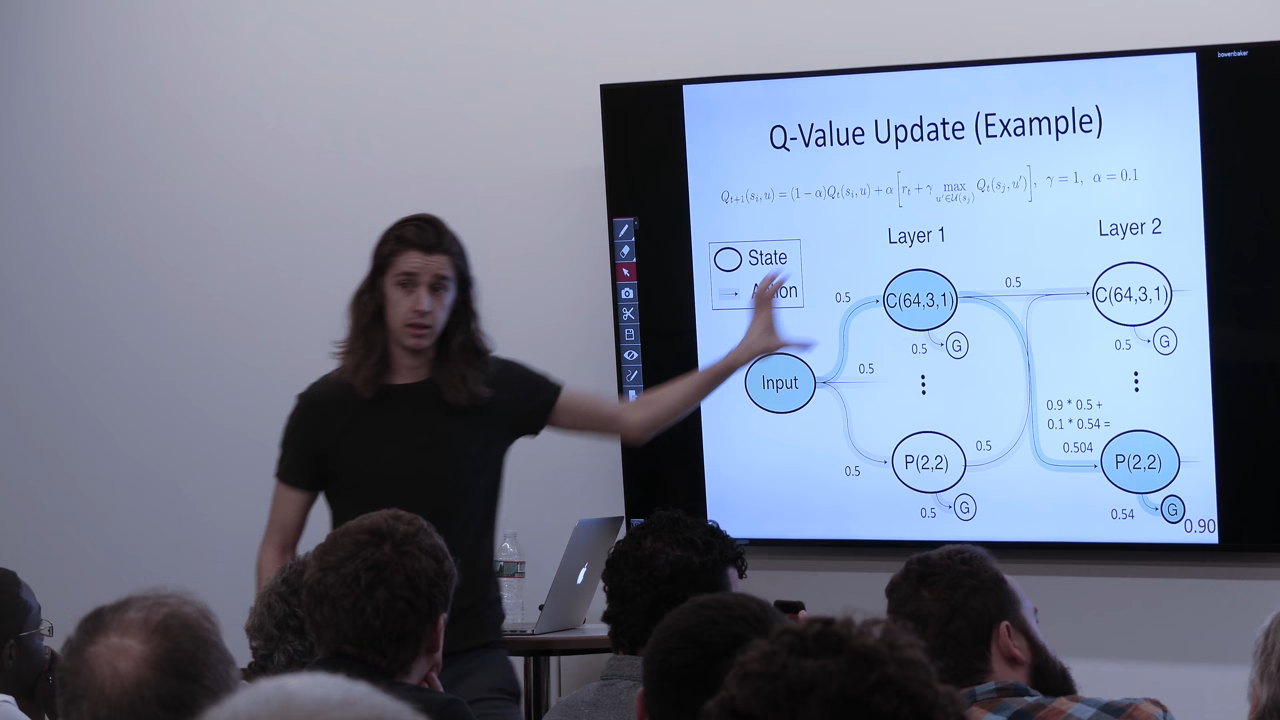 bowenbaker
Q-Value Update (Example)
Q_{t+1}(s_i, u) = (1 − α)Q_t(s_i, u) + α [ r_t + γ max_{u′∈𝒰(s_j)} Q_t(s_j, u′) ], γ = 1, α = 0.1
Layer 1
Layer 2
State
0.5
C(64,3,1)
0.5
C(64,3,1)
0.5
G
0.5
G
Input
0.5
0.9 * 0.5 +
0.1 * 0.54 =
0.504
0.5
P(2,2)
0.5
P(2,2)
0.5
G
0.54
G
0.90